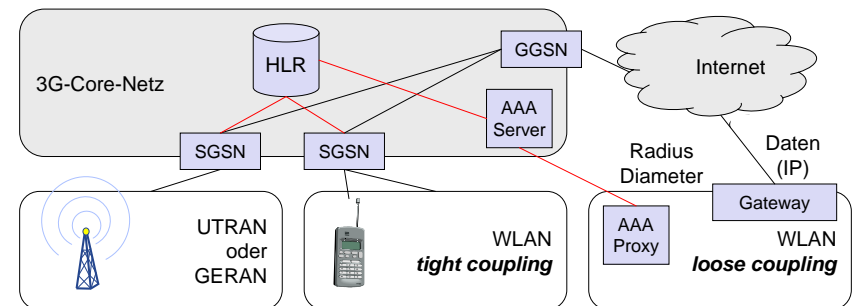 3G-Core-Netz
HLR
GGSN
Internet
AAA
Server
SGSN
SGSN
Radius
Diameter
Daten
(IP)
UTRAN
oder
GERAN
WLAN
tight coupling
AAA
Proxy
Gateway
WLAN
loose coupling